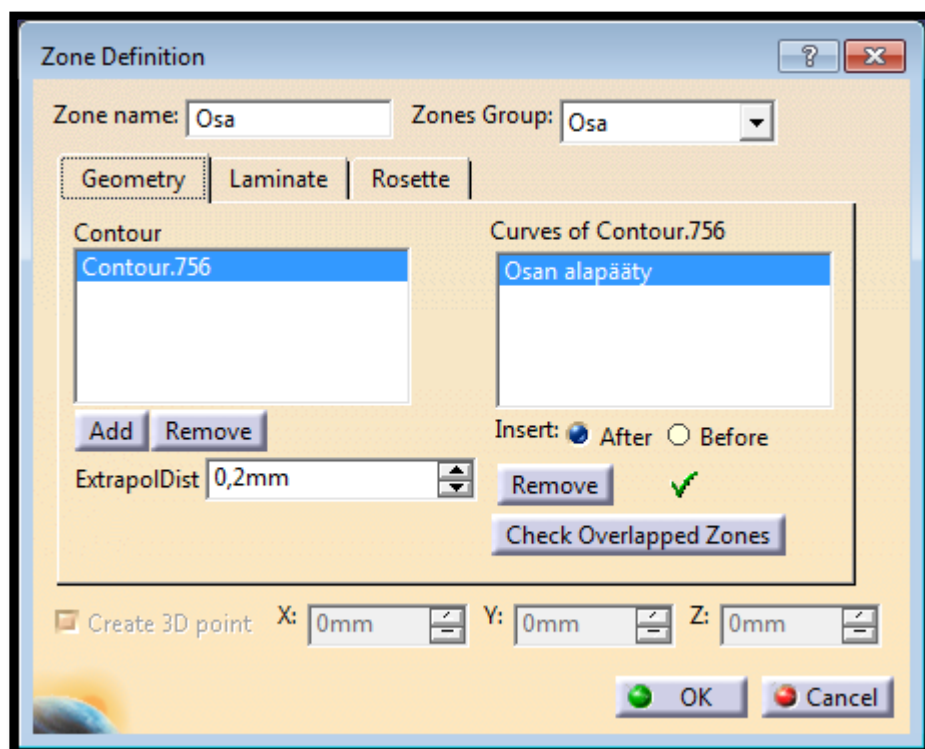 Zone Definition
Zone name: Osa Zones Group: Osa
Geometry Laminate Rosette
Contour
Contour.756
Add Remove
ExtrapolDist 0,2mm
Curves of Contour.756
Osan alapääty
Insert: After Before
Remove
Check Overlapped Zones
Create 3D point X: 0mm Y: 0mm Z: 0mm
OK Cancel